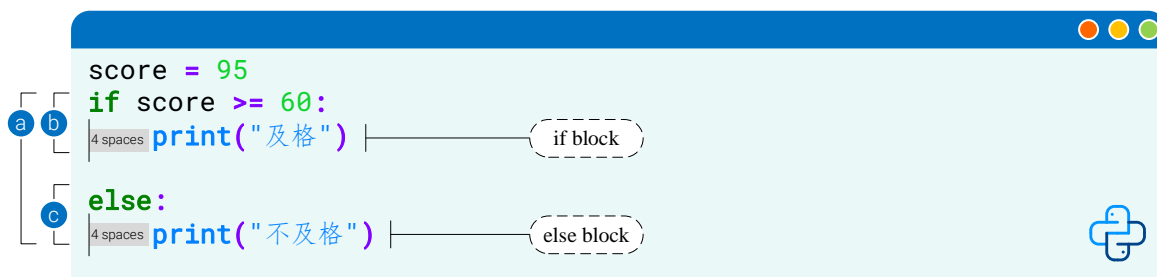 score = 95
a b if score >= 60:
4 spaces print("及格") if block
c else:
4 spaces print("不及格") else block